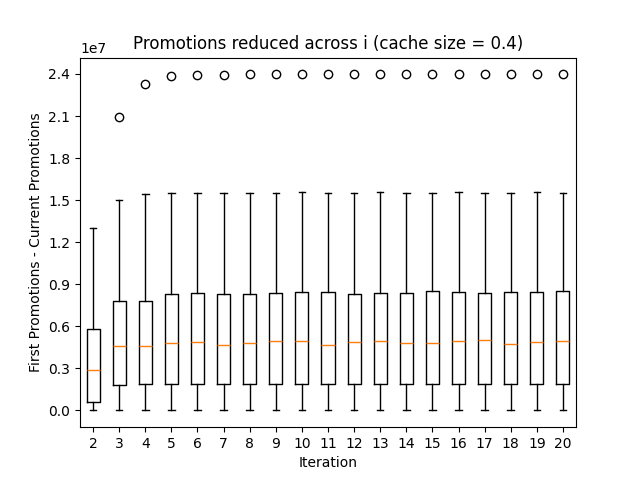 Promotions reduced across i (cache size = 0.4)
1e7
2.4
2.1
1.8
1.5
1.2
0.9
0.6
0.3
0.0
First Promotions - Current Promotions
2 3 4 5 6 7 8 9 10 11 12 13 14 15 16 17 18 19 20
Iteration